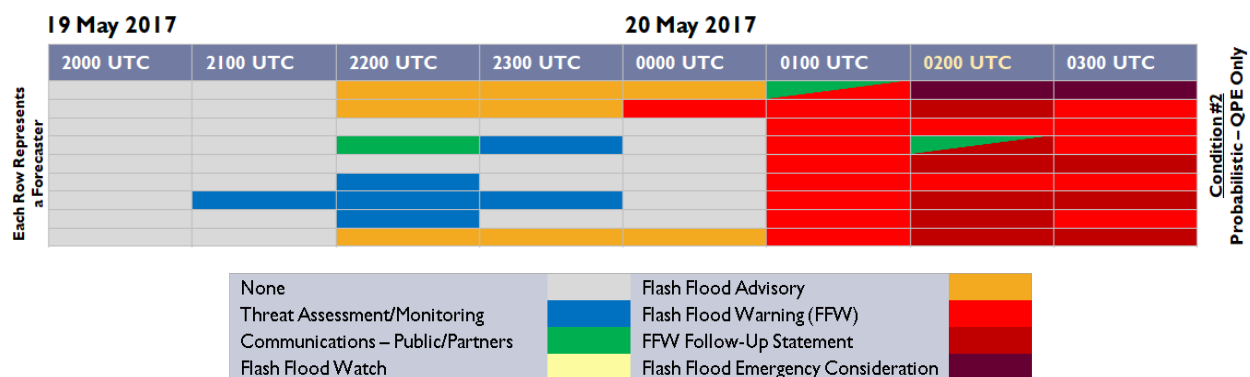 19 May 2017
20 May 2017
2000 UTC 2100 UTC 2200 UTC 2300 UTC 0000 UTC 0100 UTC 0200 UTC 0300 UTC
Each Row Represents
a Forecaster
Condition #2
Probabilistic – QPE Only
None
Threat Assessment/Monitoring
Communications – Public/Partners
Flash Flood Watch
Flash Flood Advisory
Flash Flood Warning (FFW)
FFW Follow-Up Statement
Flash Flood Emergency Consideration